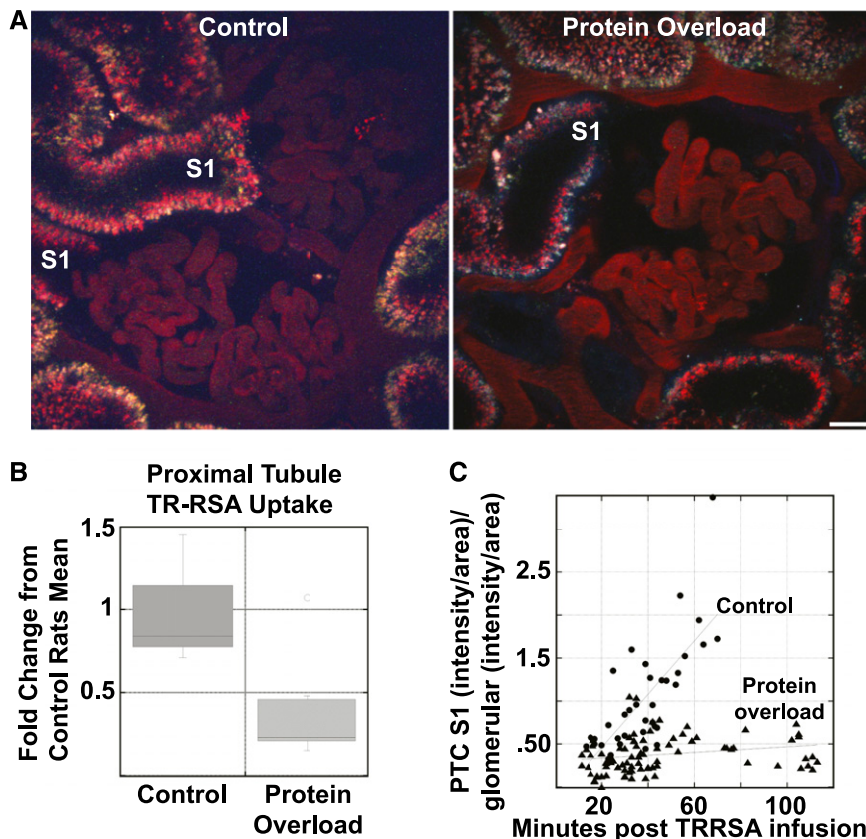 A
Control
Protein Overload
S1
S1
S1
B
Proximal Tubule
TR-RSA Uptake
Fold Change from
Control Rats Mean
1.5
1
0.5
Control
Protein
Overload
C
PTC S1 (intensity/area)/
glomerular (intensity/area)
2.5
1.5
.50
Control
Protein
overload
20
60
100
Minutes post TRRSA infusion